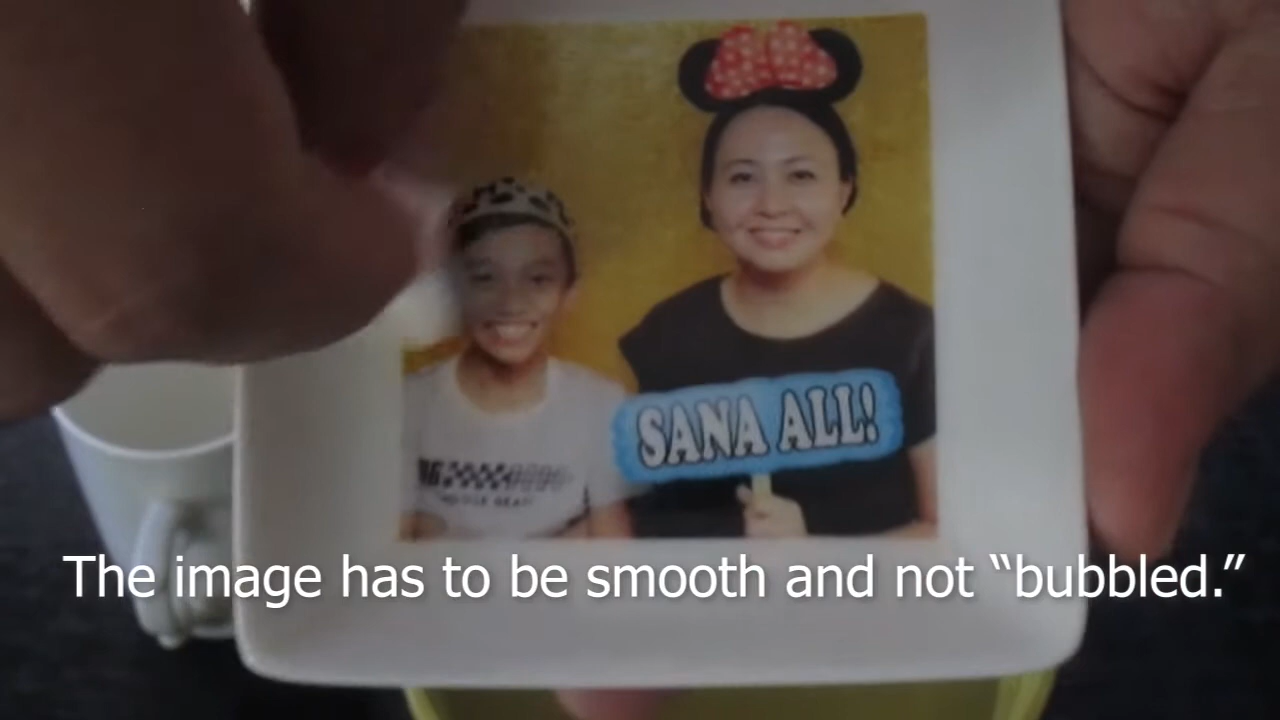 SANA ALL!
The image has to be smooth and not “bubbled.”